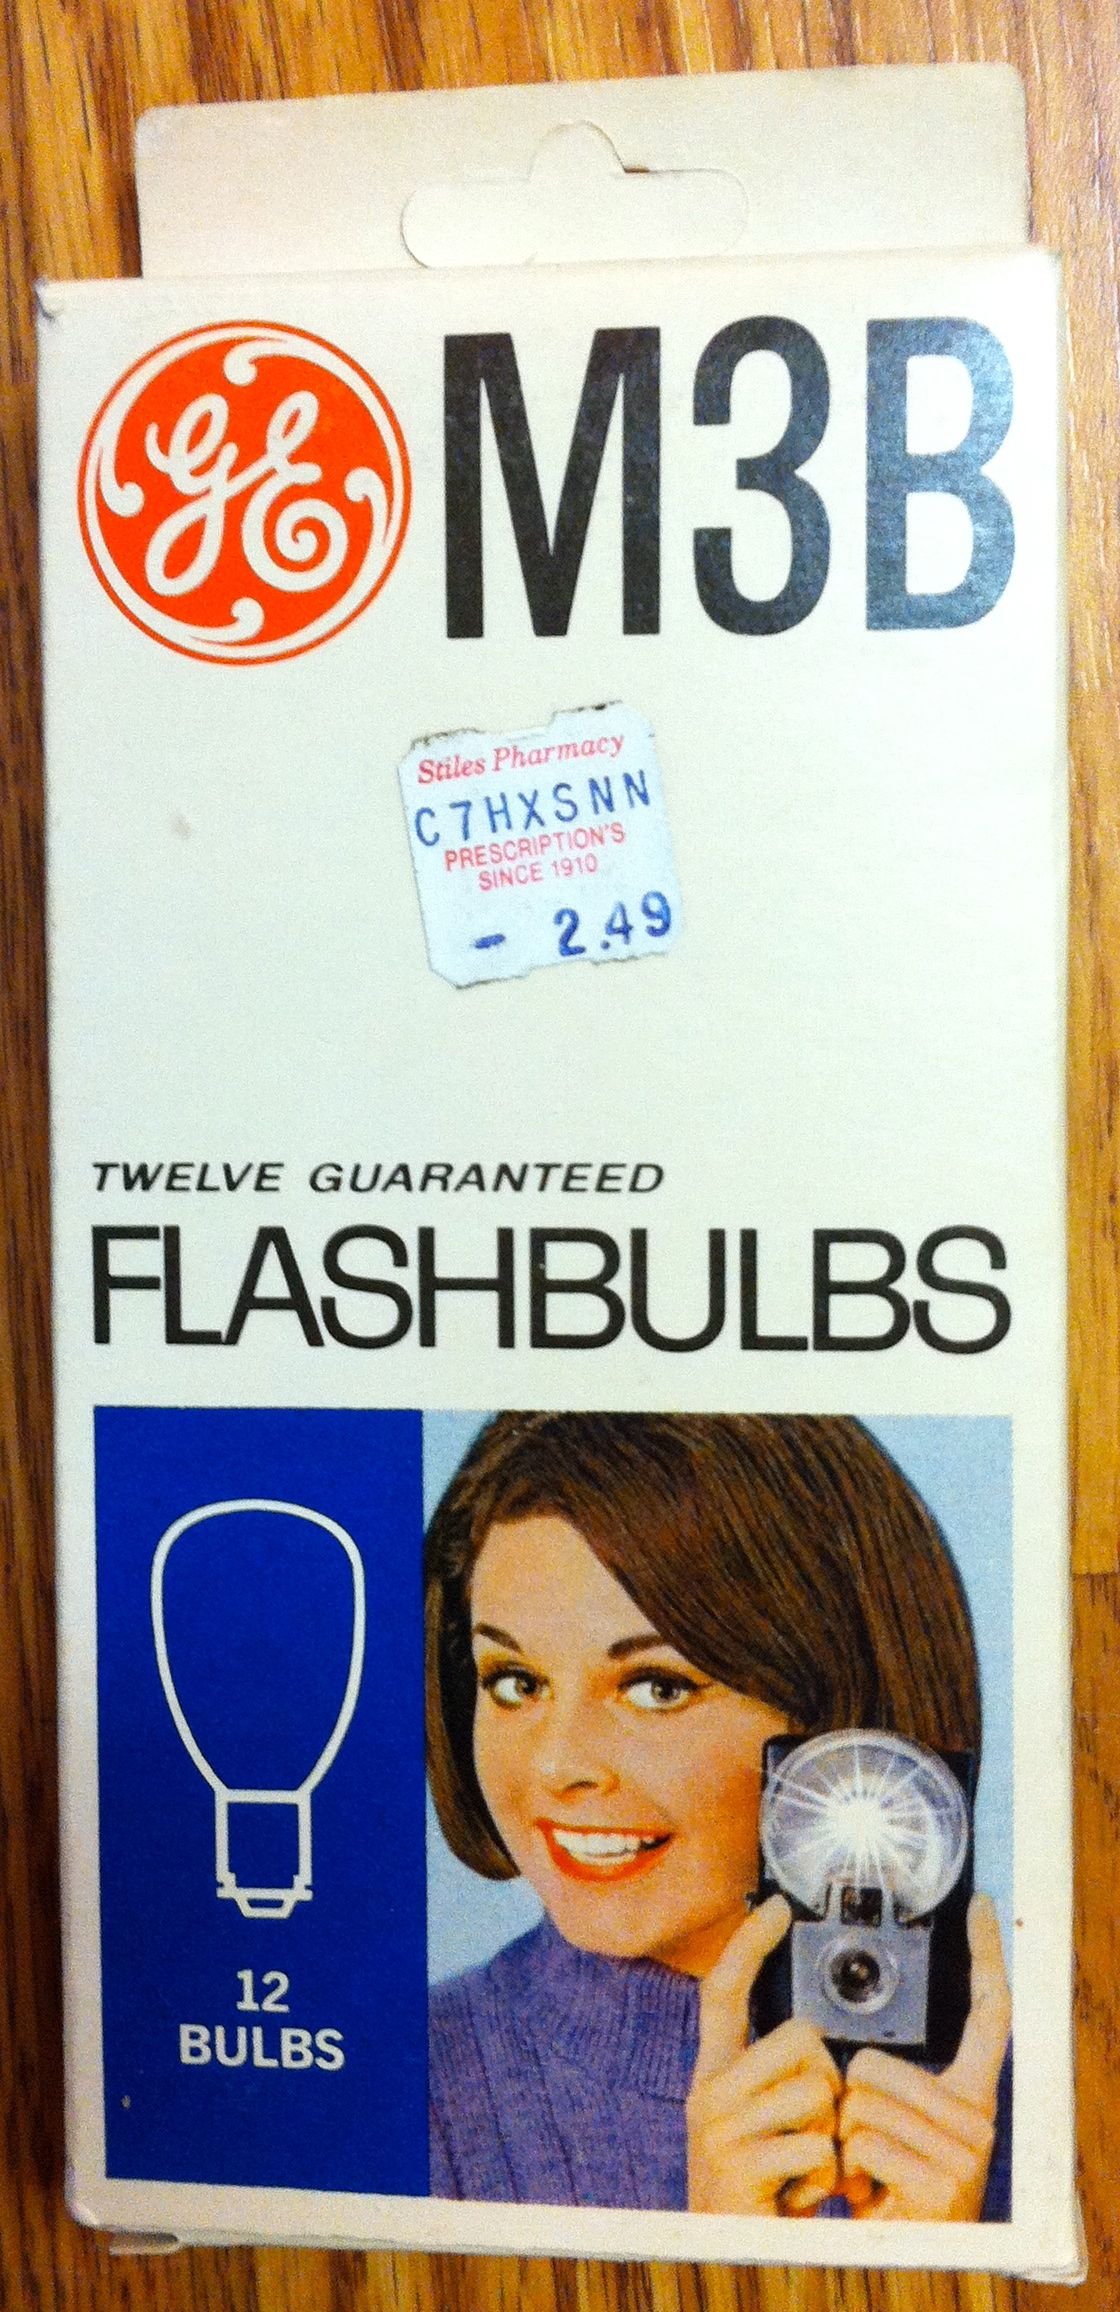 GE M3B
Stiles Pharmacy
C7HXSNN
PRESCRIPTION'S
SINCE 1910
- 2.49
TWELVE GUARANTEED
FLASHBULBS
12
BULBS